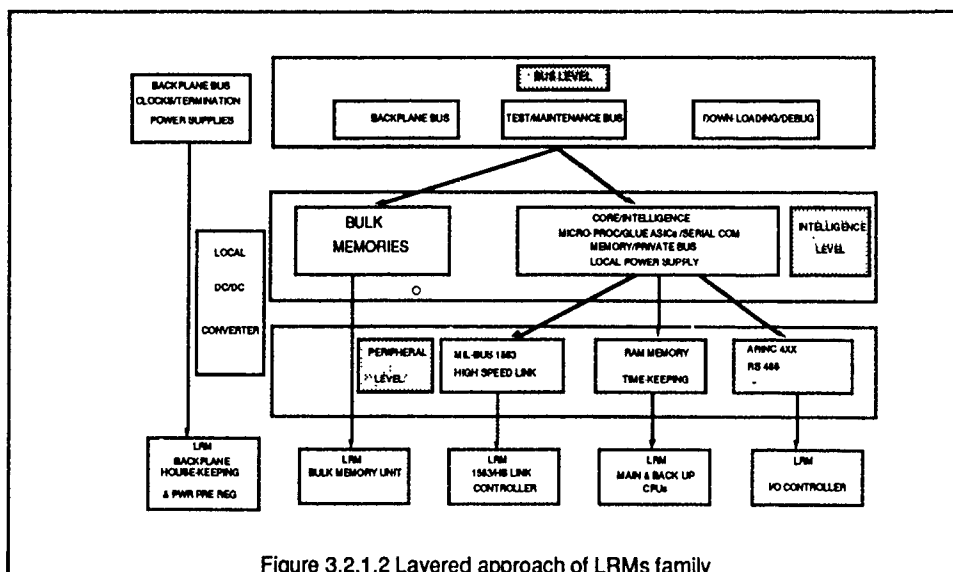 BACKPLANE BUS
CLOCKS/TERMINATION
POWER SUPPLIES
BUS LEVEL
BACKPLANE BUS
TEST/MAINTENANCE BUS
DOWN-LOADING/DEBUG
BULK
MEMORIES
CORE/INTELLIGENCE
MICRO-PROC/GLUE ASICs /SERIAL COM
MEMORY/PRIVATE BUS
LOCAL POWER SUPPLY
INTELLIGENCE
LEVEL
LOCAL
DC/DC
CONVERTER
PERIPHERAL
LEVEL
MIL-BUS 1553
HIGH SPEED LINK
RAM MEMORY
TIME-KEEPING
ARINC 4XX
RS 485
LRM
BACKPLANE
HOUSE-KEEPING
& PWR PRE REG
LRM
BULK MEMORY UNIT
LRM
1553/HS LINK
CONTROLLER
LRM
MAIN & BACK UP
CPUs
LRM
I/O CONTROLLER
Figure 3.2.1.2 Layered approach of LRMs family